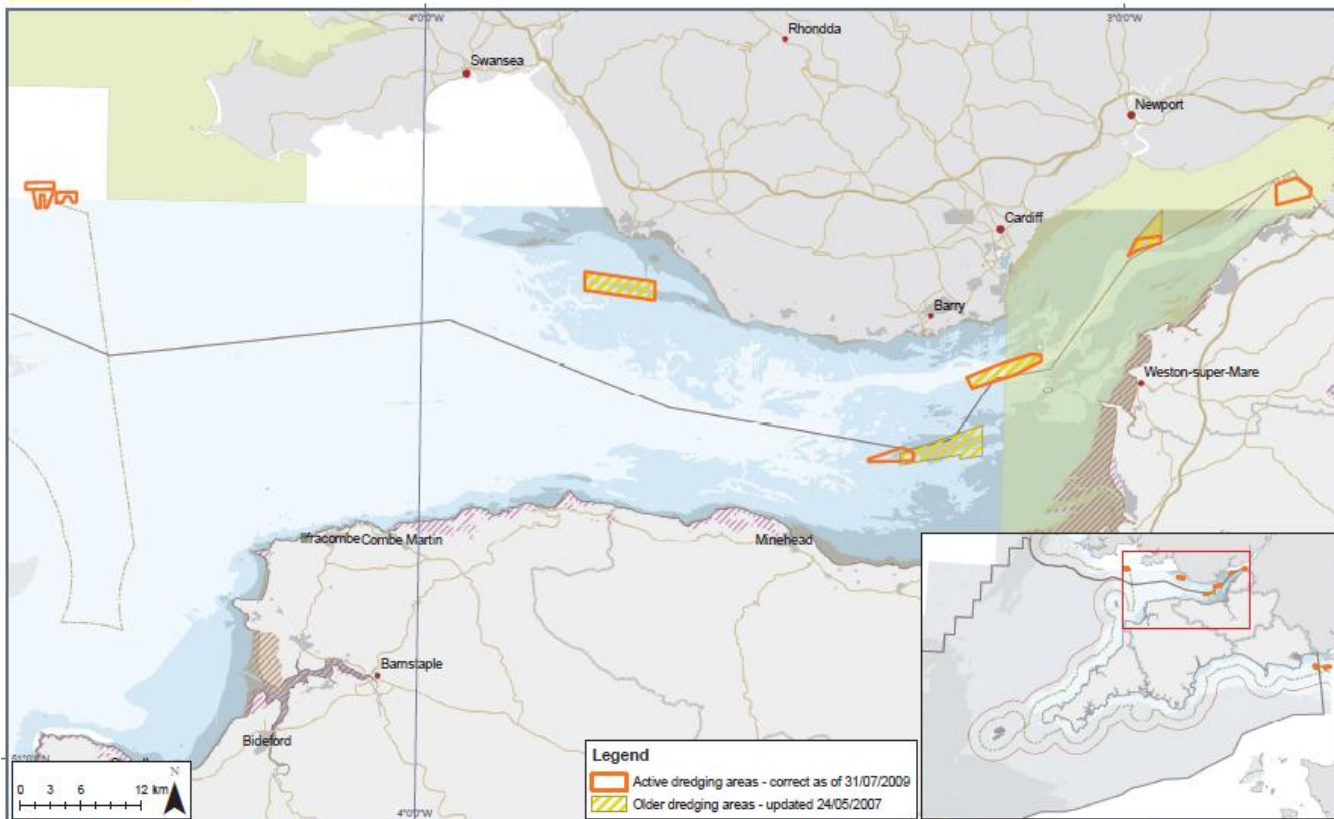 4°0'0"W
3°0'0"W
Rhondda
Swansea
Newport
Cardiff
Barry
Weston-super-Mare
Ilfracombe Combe Martin
Minehead
Barnstaple
Bideford
Legend
Active dredging areas - correct as of 31/07/2009
Older dredging areas - updated 24/05/2007
N
0 3 6 12 km
4°0'0"W